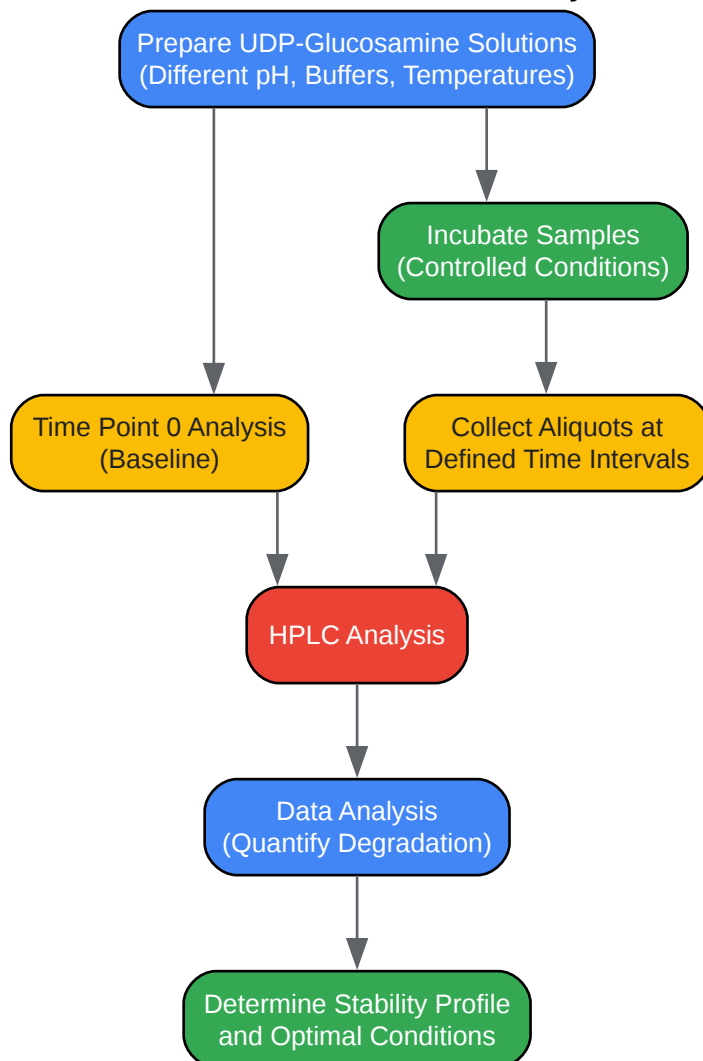 Prepare UDP-Glucosamine Solutions
(Different pH, Buffers, Temperatures)
Incubate Samples
(Controlled Conditions)
Time Point 0 Analysis
(Baseline)
Collect Aliquots at
Defined Time Intervals
HPLC Analysis
Data Analysis
(Quantify Degradation)
Determine Stability Profile
and Optimal Conditions